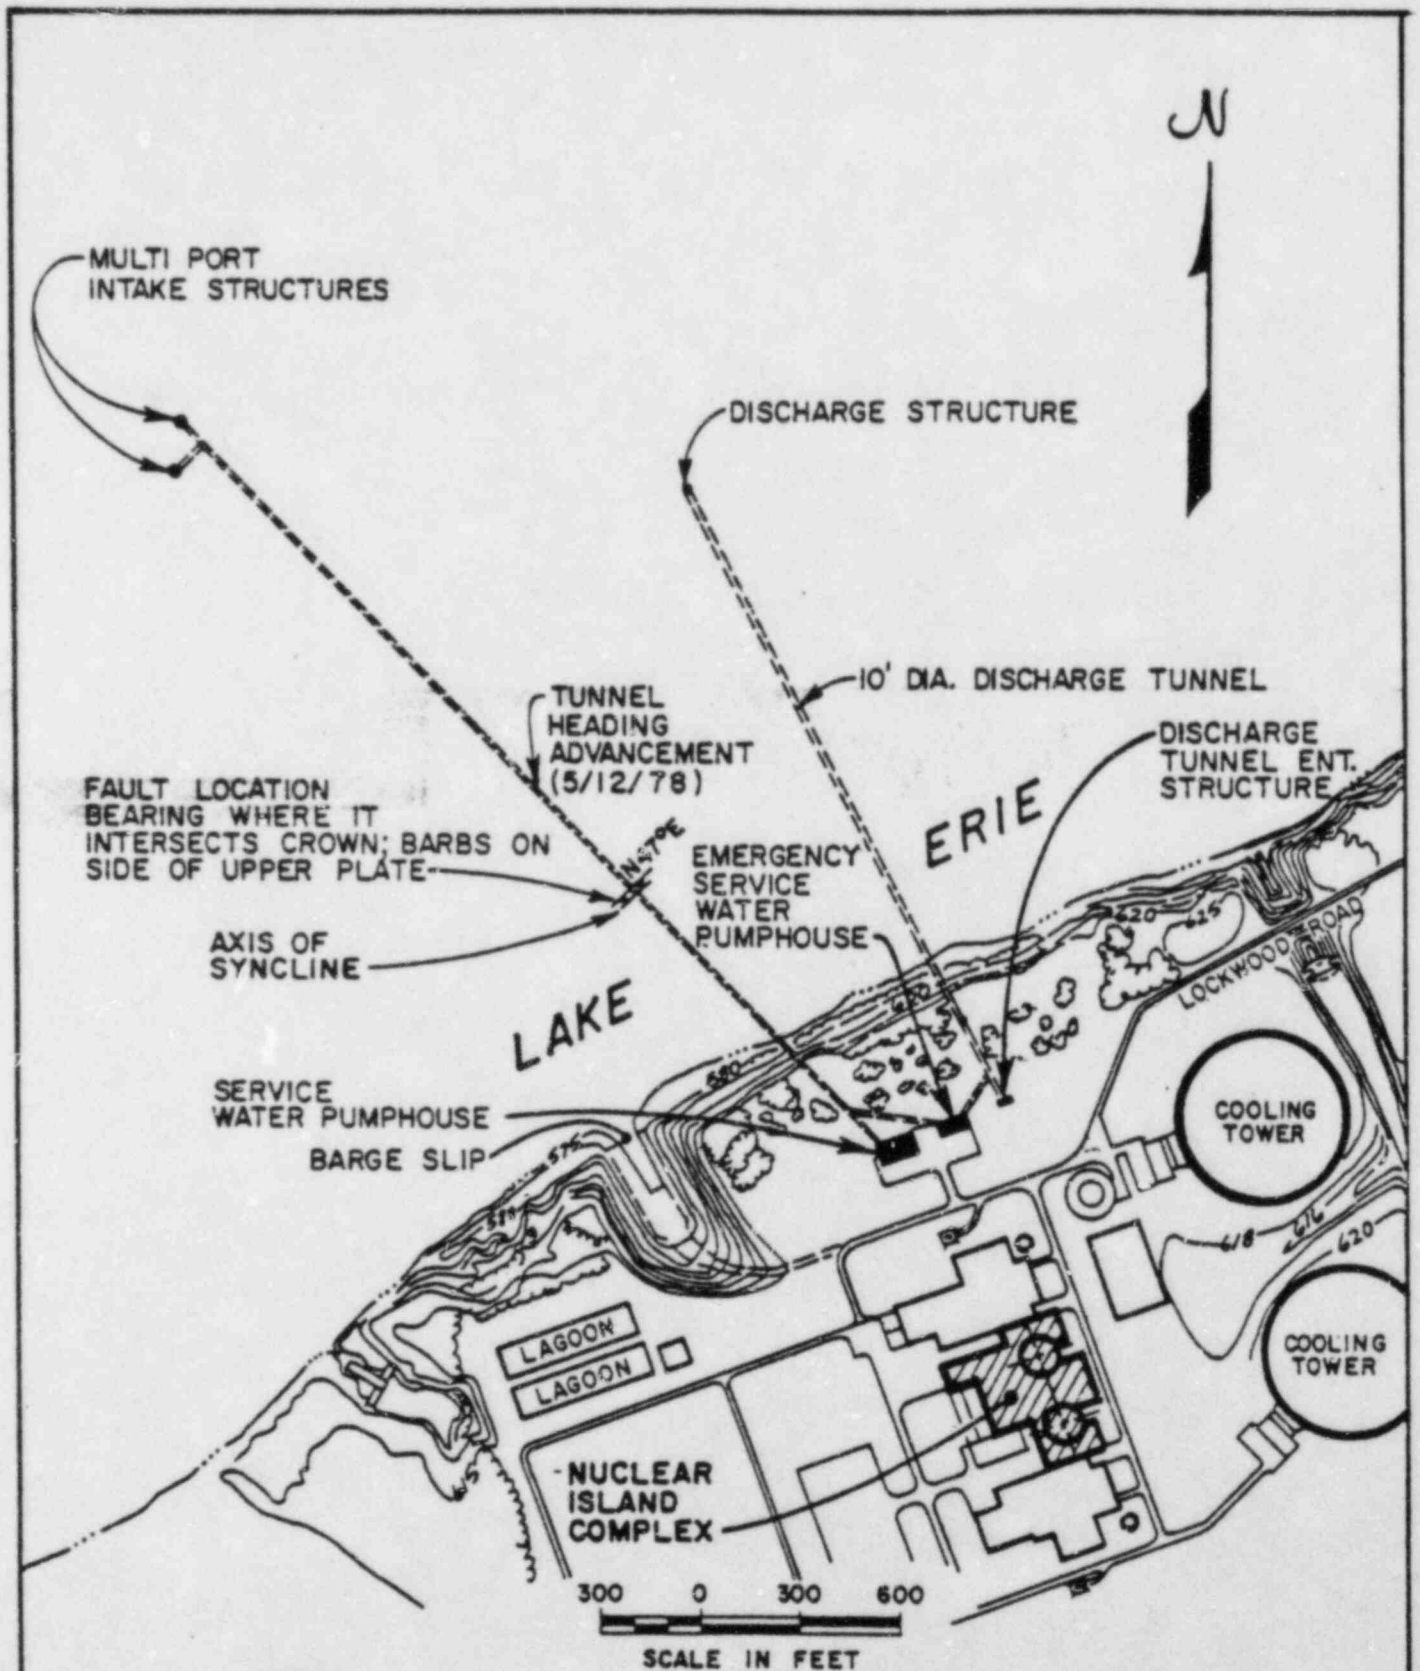 N
MULTI PORT
INTAKE STRUCTURES
DISCHARGE STRUCTURE
10' DIA. DISCHARGE TUNNEL
TUNNEL
HEADING
ADVANCEMENT
(5/12/78)
DISCHARGE
TUNNEL ENT.
STRUCTURE
FAULT LOCATION
BEARING WHERE IT
INTERSECTS CROWN; BARBS ON
SIDE OF UPPER PLATE
EMERGENCY
SERVICE
WATER
PUMPHOUSE
LAKE ERIE
AXIS OF
SYNCLINE
620
625
LOCKWOOD ROAD
SERVICE
WATER PUMPHOUSE
BARGE SLIP
575
COOLING
TOWER
618
616
620
COOLING
TOWER
LAGOON
LAGOON
NUCLEAR
ISLAND
COMPLEX
300 0 300 600
SCALE IN FEET